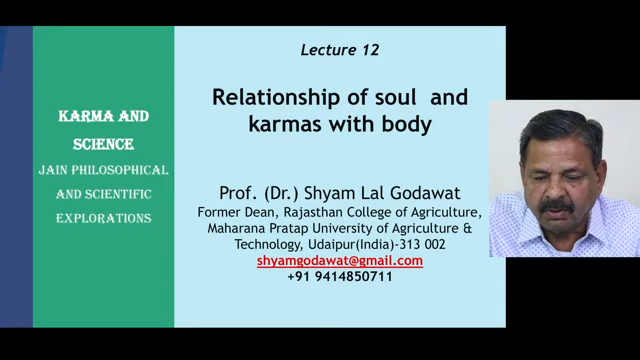 KARMA AND
SCIENCE
JAIN PHILOSOPHICAL
AND SCIENTIFIC
EXPLORATIONS
Lecture 12
Relationship of soul and
karmas with body
Prof. (Dr.) Shyam Lal Godawat
Former Dean, Rajasthan College of Agriculture,
Maharana Pratap University of Agriculture &
Technology, Udaipur(India)-313 002
shyamgodawat@gmail.com
+91 9414850711